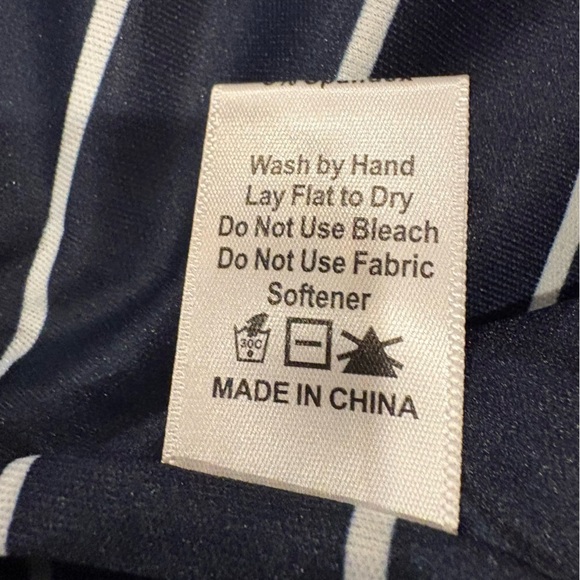 Wash by Hand
Lay Flat to Dry
Do Not Use Bleach
Do Not Use Fabric
Softener
30C
MADE IN CHINA